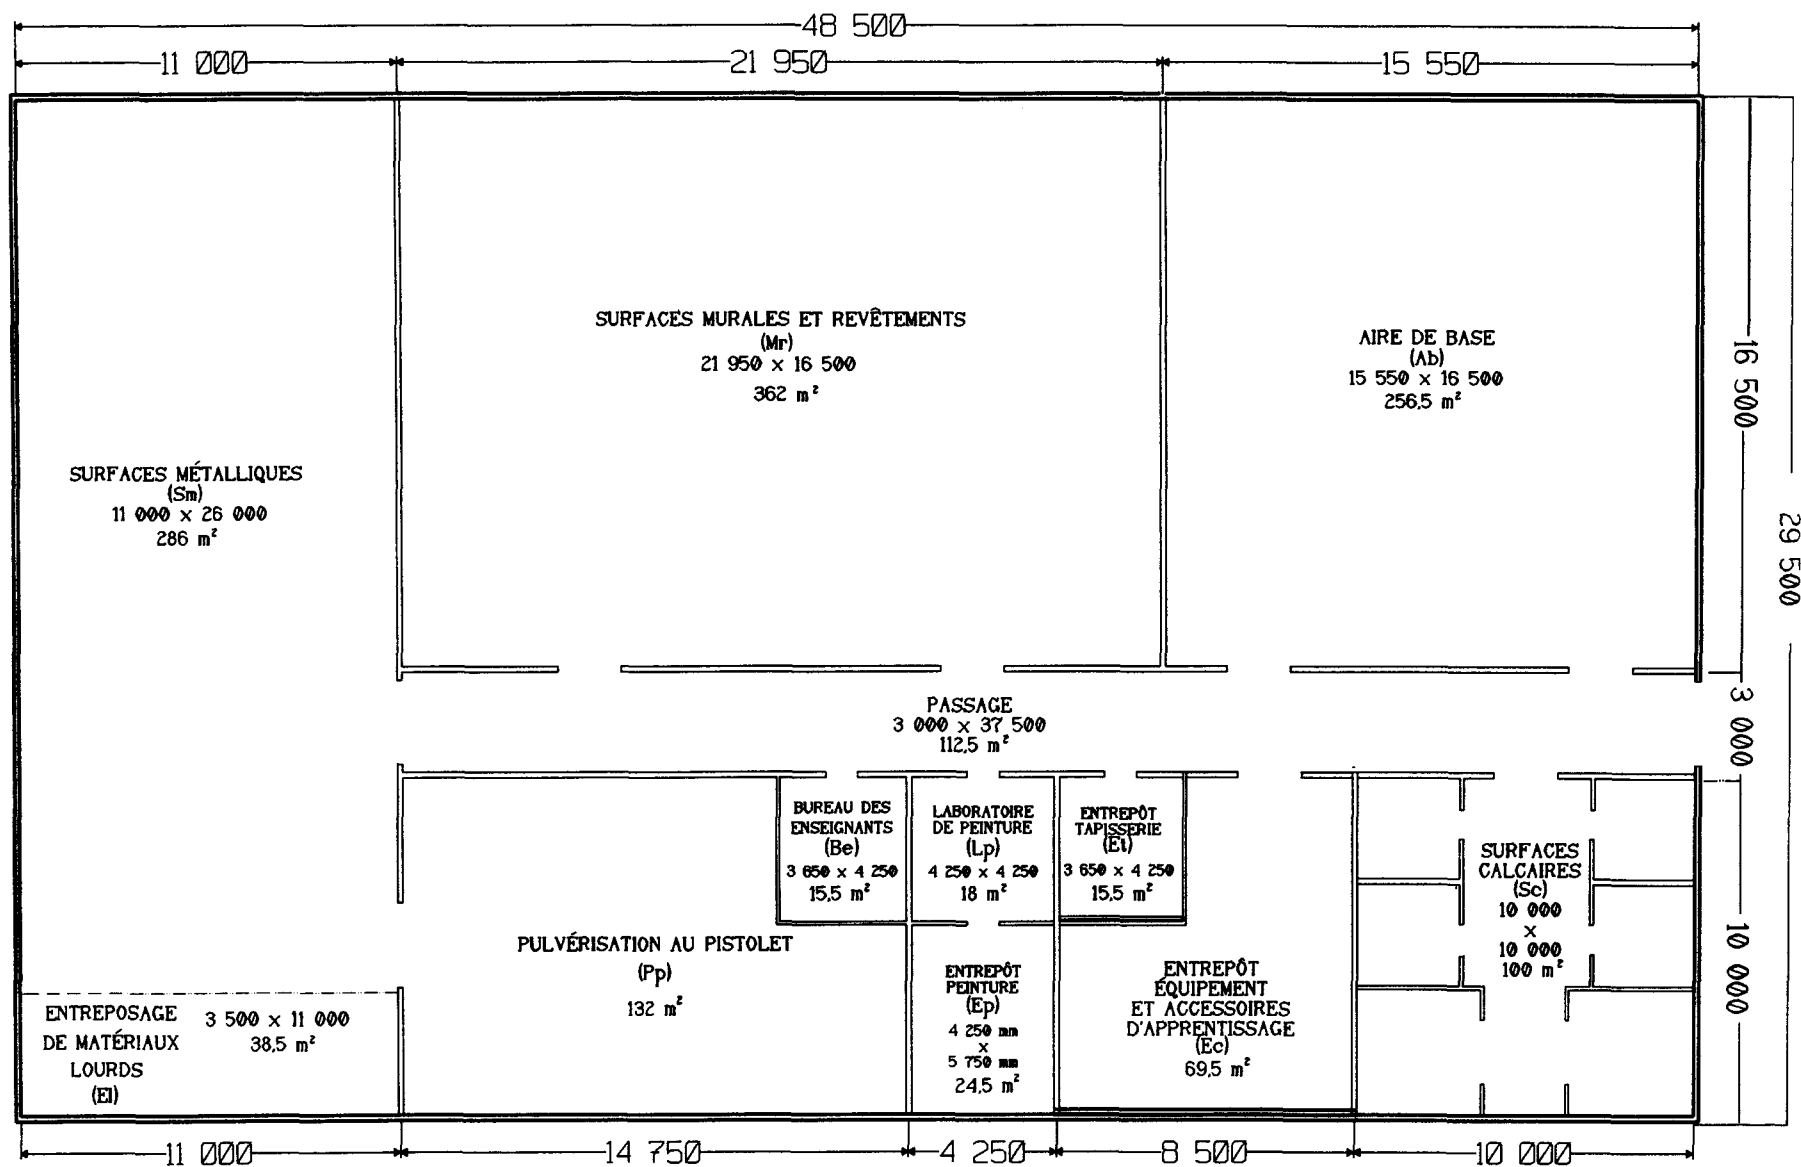 48 500
11 000
21 950
15 550
SURFACES MURALES ET REVÊTEMENTS
(Mr)
21 950 x 16 500
362 m²
AIRE DE BASE
(Ab)
15 550 x 16 500
256,5 m²
16 500
SURFACES MÉTALLIQUES
(Sm)
11 000 x 26 000
286 m²
29 500
PASSAGE
3 000 x 37 500
112,5 m²
3 000
BUREAU DES
ENSEIGNANTS
(Be)
3 650 x 4 250
15,5 m²
LABORATOIRE
DE PEINTURE
(Lp)
4 250 x 4 250
18 m²
ENTREPÔT
TAPISSERIE
(Et)
3 650 x 4 250
15,5 m²
SURFACES
CALCAIRES
(Sc)
10 000
x
10 000
100 m²
10 000
PULVÉRISATION AU PISTOLET
(Pp)
132 m²
ENTREPÔT
PEINTURE
(Ep)
4 250 mm
x
5 750 mm
24,5 m²
ENTREPÔT
ÉQUIPEMENT
ET ACCESSOIRES
D'APPRENTISSAGE
(Ec)
69,5 m²
ENTREPOSAGE
DE MATÉRIAUX
LOURDS
(El)
3 500 x 11 000
38,5 m²
11 000
14 750
4 250
8 500
10 000